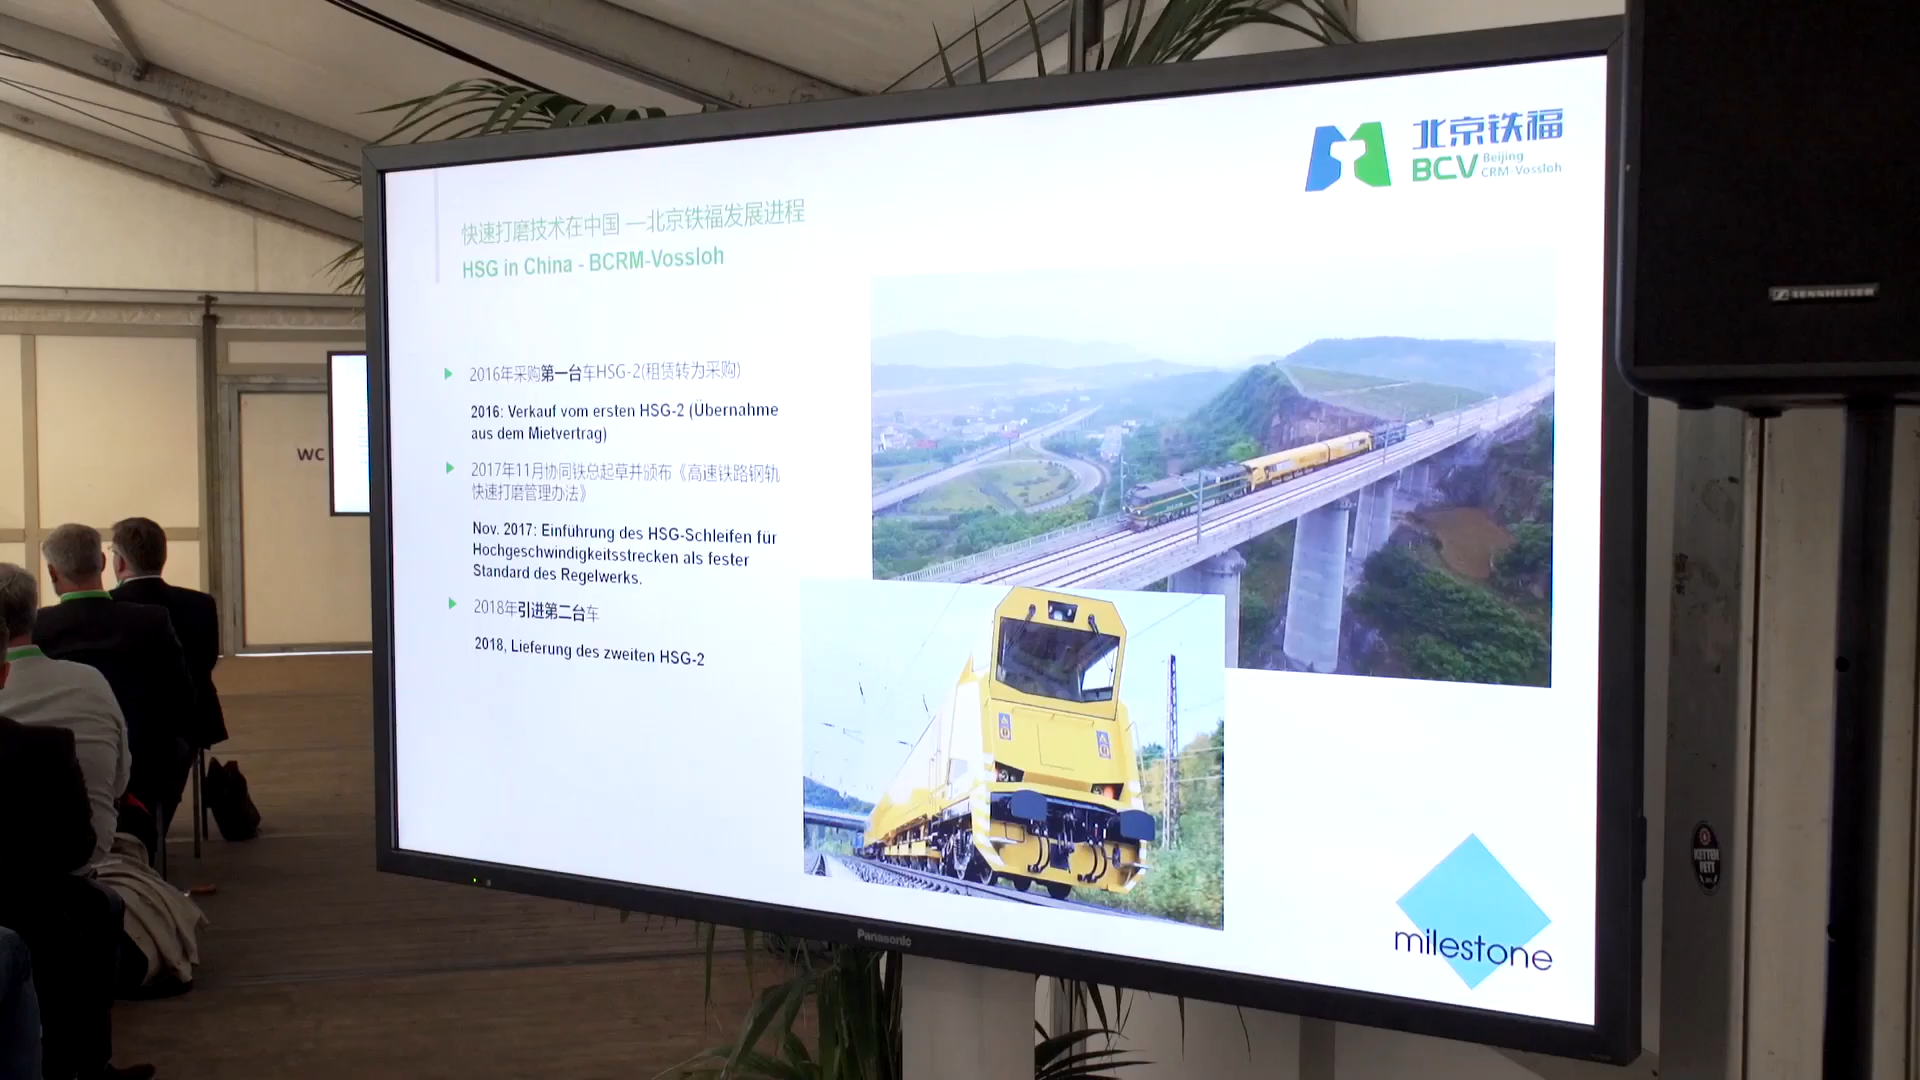 北京铁福
BCV Beijing
CRM-Vossloh
快速打磨技术在中国 —北京铁福发展进程
HSG in China - BCRM-Vossloh
2016年采购第一台车HSG-2(租赁转为采购)
2016: Verkauf vom ersten HSG-2 (Übernahme
aus dem Mietvertrag)
2017年11月协同铁总起草并颁布《高速铁路钢轨
快速打磨管理办法》
Nov. 2017: Einführung des HSG-Schleifen für
Hochgeschwindigkeitsstrecken als fester
Standard des Regelwerks.
2018年引进第二台车
2018, Lieferung des zweiten HSG-2
milestone
Panasonic
WC
SENNHEISER
KETTEN
FETT